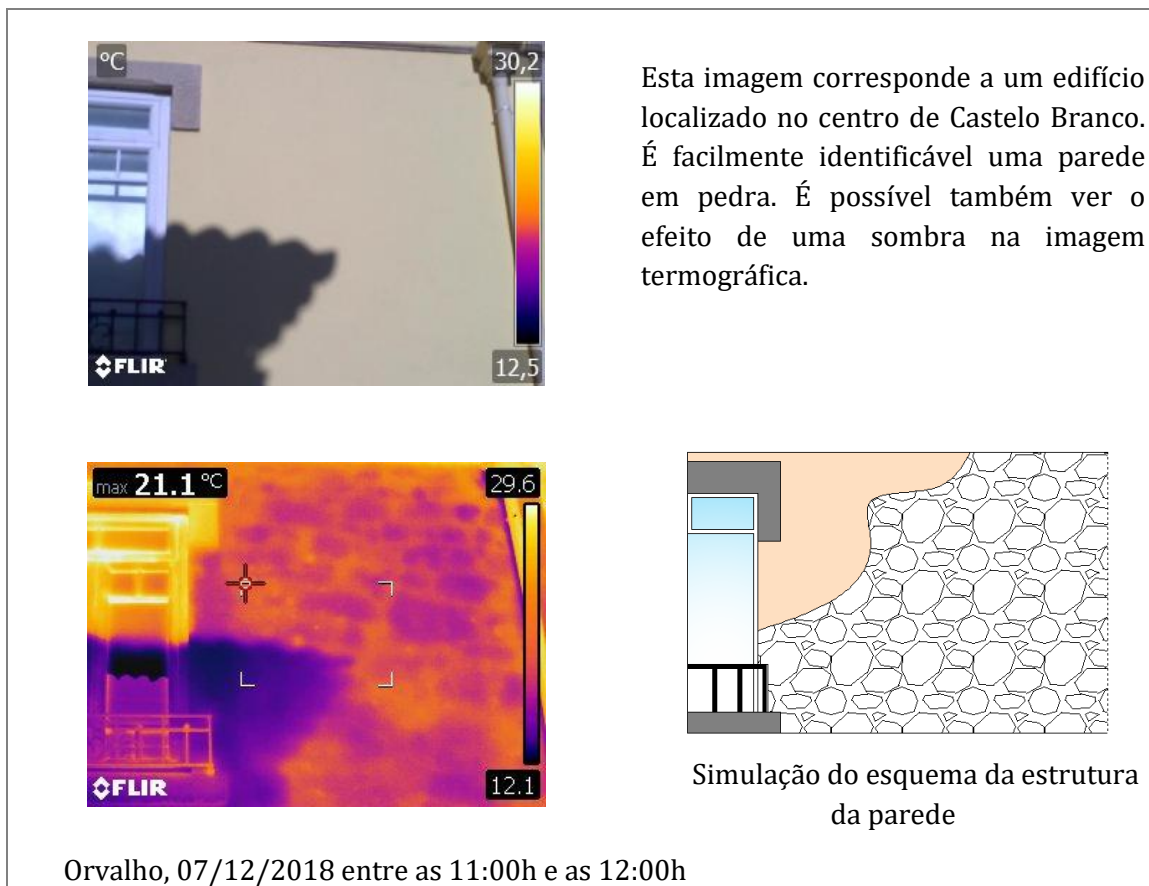 °C
30,2
Esta imagem corresponde a um edifício
localizado no centro de Castelo Branco.
É facilmente identificável uma parede
em pedra. É possível também ver o
efeito de uma sombra na imagem
termográfica.
FLIR
12,5
max 21.1 °C
29.6
FLIR
12.1
Simulação do esquema da estrutura
da parede
Orvalho, 07/12/2018 entre as 11:00h e as 12:00h